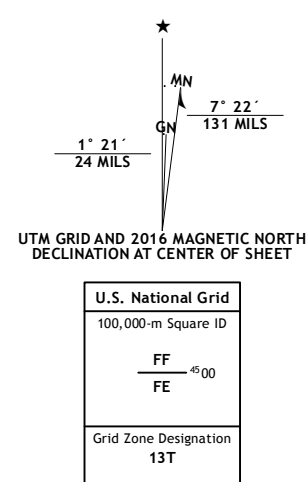 ★
MN
7° 22´
131 MILS
GN
1° 21´
24 MILS
UTM GRID AND 2016 MAGNETIC NORTH
DECLINATION AT CENTER OF SHEET
U.S. National Grid
100,000-m Square ID
FF
4500
FE
Grid Zone Designation
13T